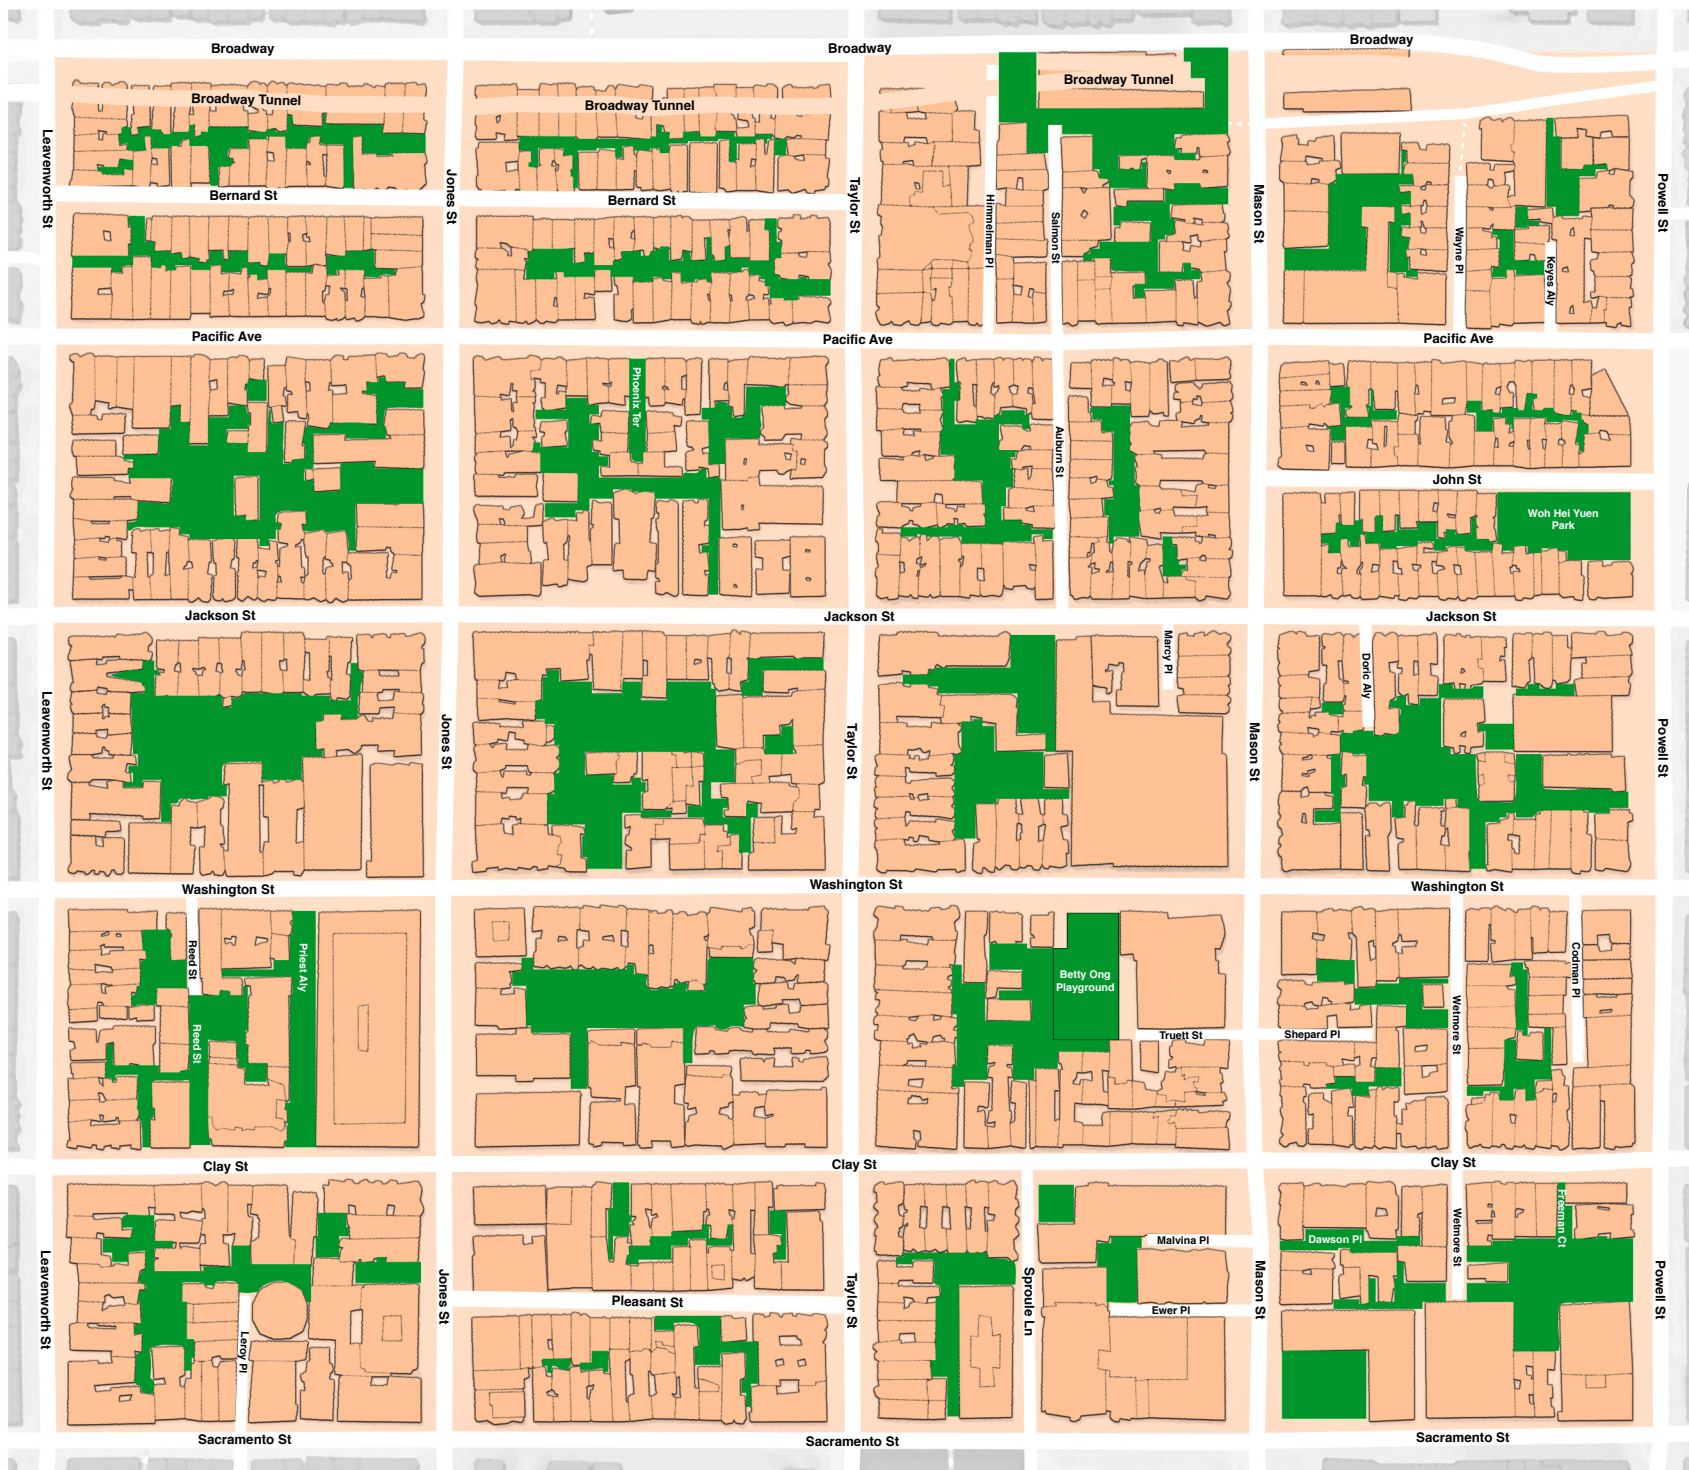 Broadway
Broadway
Broadway
Broadway Tunnel
Broadway Tunnel
Broadway Tunnel
Leavenworth St
Jones St
Taylor St
Himmelman Pl
Salmon St
Mason St
Wayne Pl
Keyes Aly
Powell St
Bernard St
Bernard St
Pacific Ave
Pacific Ave
Pacific Ave
Phoenix Ter
Auburn St
John St
Woh Hei Yuen
Park
Jackson St
Jackson St
Jackson St
Marcy Pl
Doric Aly
Leavenworth St
Jones St
Taylor St
Mason St
Powell St
Washington St
Washington St
Washington St
Reed St
Priest Aly
Reed St
Betty Ong
Playground
Truett St
Shepard Pl
Wetmore St
Codman Pl
Clay St
Clay St
Clay St
Freeman Ct
Malvina Pl
Dawson Pl
Wetmore St
Leavenworth St
Jones St
Taylor St
Sproule Ln
Mason St
Powell St
Pleasant St
Ewer Pl
Leroy Pl
Sacramento St
Sacramento St
Sacramento St